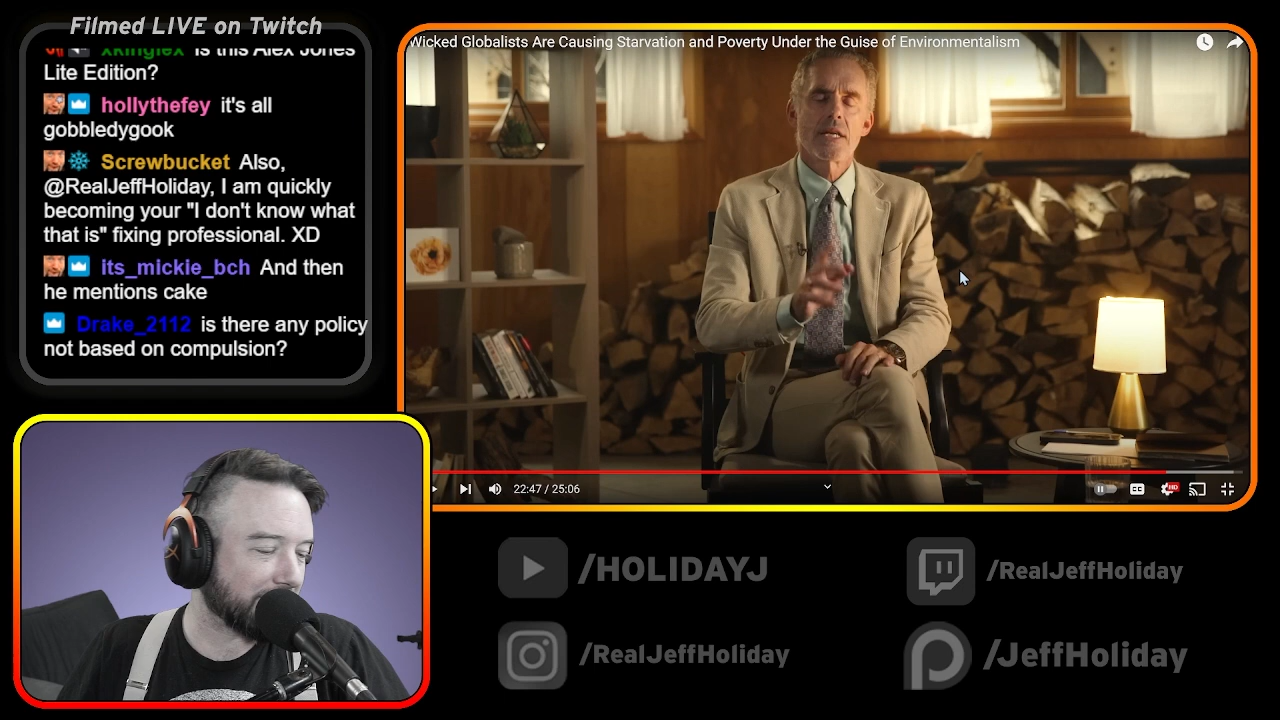 Filmed LIVE on Twitch
xkinglex is this Alex Jones
Lite Edition?
hollythefey it's all
gobbledygook
Screwbucket Also,
@RealJeffHoliday, I am quickly
becoming your "I don't know what
that is" fixing professional. XD
its_mickie_bch And then
he mentions cake
Drake_2112 is there any policy
not based on compulsion?
Wicked Globalists Are Causing Starvation and Poverty Under the Guise of Environmentalism
22:47 / 25:06
CC
HD
/HOLIDAYJ
/RealJeffHoliday
/RealJeffHoliday
/JeffHoliday